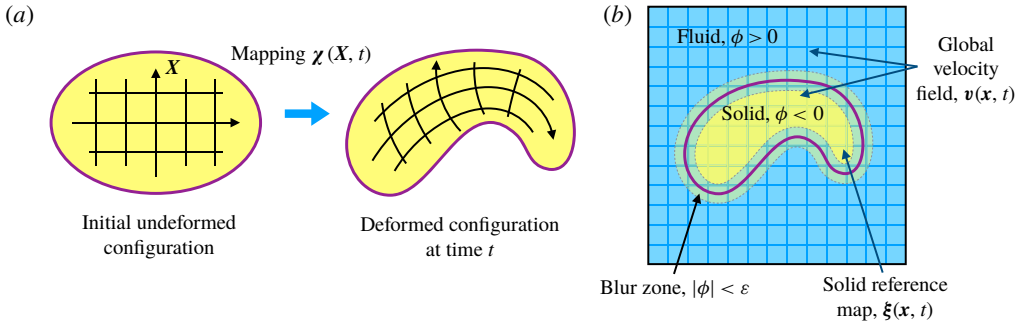 (a)
X
Mapping χ (X, t)
Initial undeformed
configuration
Deformed configuration
at time t
(b)
Fluid, ϕ > 0
Solid, ϕ < 0
Global
velocity
field, v(x, t)
Blur zone, |ϕ| < ε
Solid reference
map, ξ(x, t)